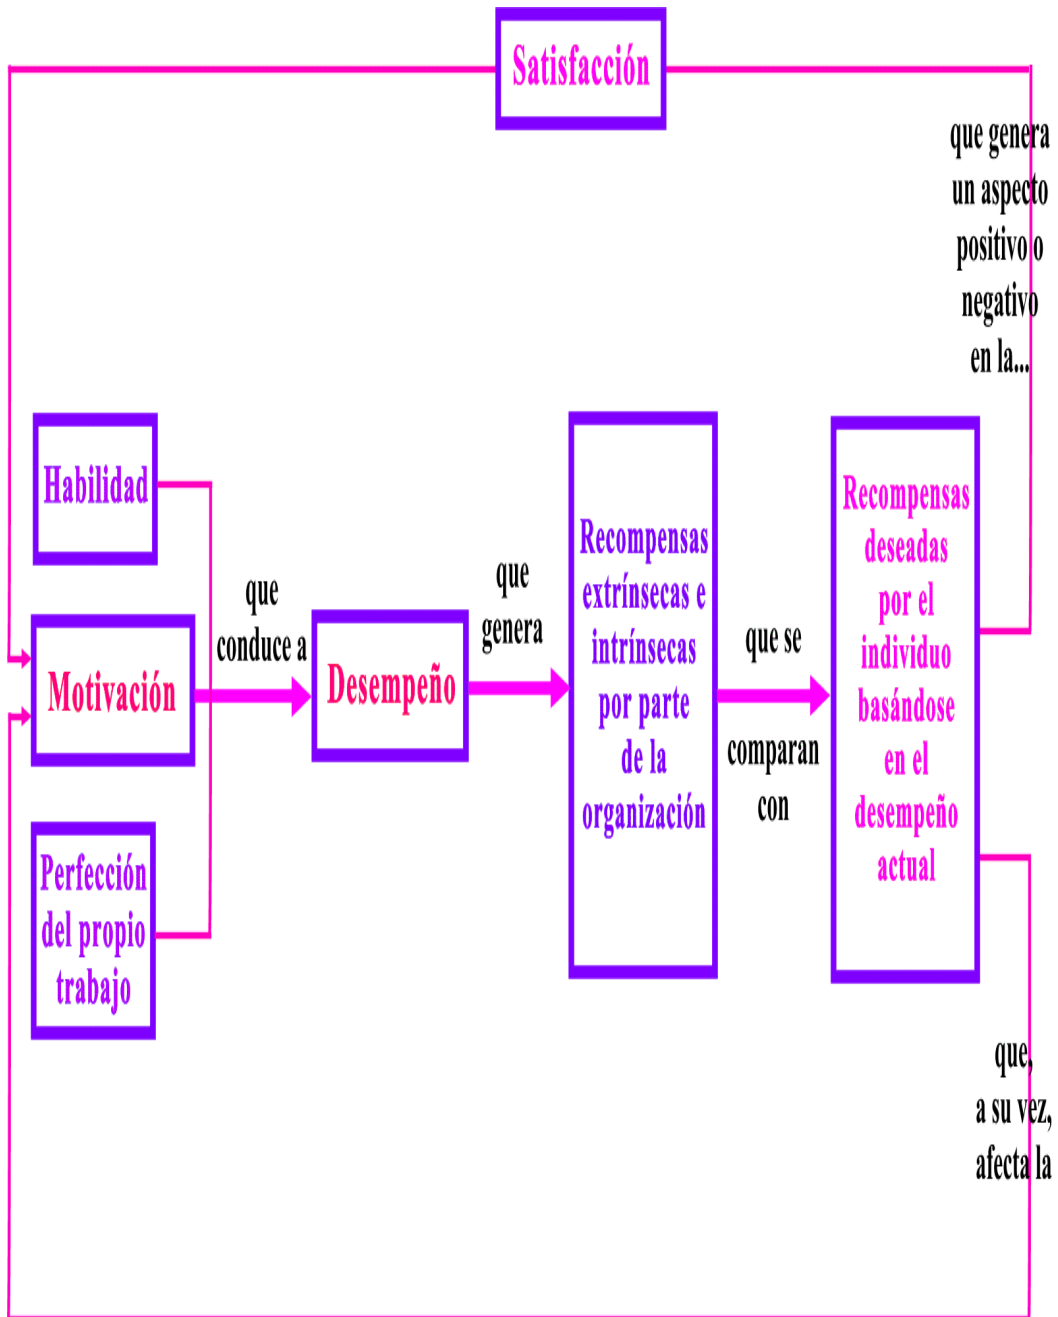 Satisfacción
que genera
un aspecto
positivo o
negativo
en la...
Habilidad
Motivación
Perfección
del propio
trabajo
que
conduce a
Desempeño
que
genera
Recompensas
extrínsecas e
intrínsecas
por parte
de la
organización
que se
comparan
con
Recompensas
deseadas
por el
individuo
basándose
en el
desempeño
actual
que,
a su vez,
afecta la